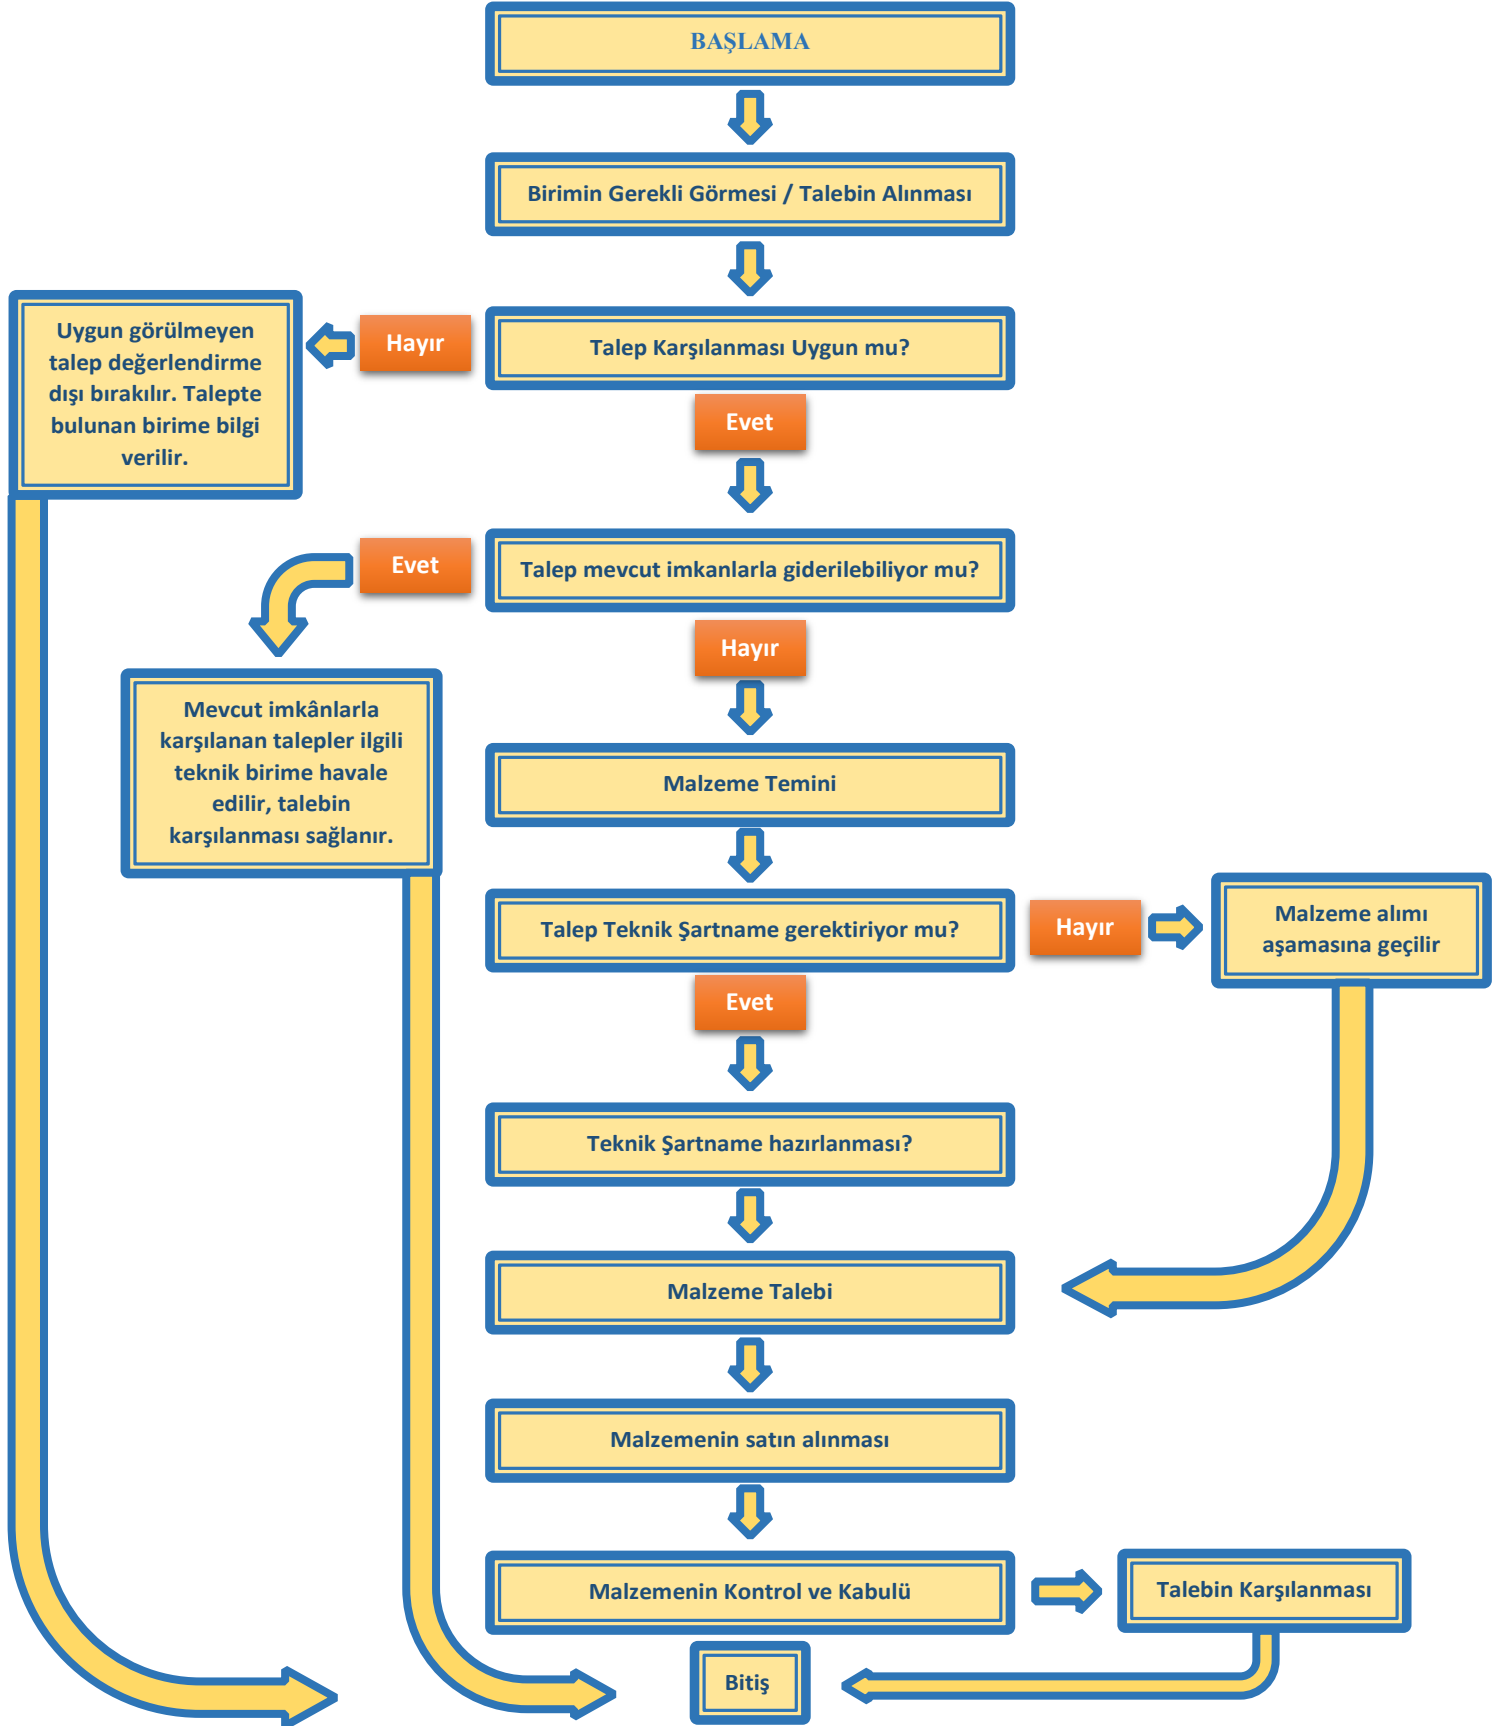 BAŞLAMA
Birimin Gerekli Görmesi / Talebin Alınması
Talep Karşılanması Uygun mu?
Hayır
Uygun görülmeyen
talep değerlendirme
dışı bırakılır. Talepte
bulunan birime bilgi
verilir.
Evet
Talep mevcut imkanlarla giderilebiliyor mu?
Evet
Mevcut imkânlarla
karşılanan talepler ilgili
teknik birime havale
edilir, talebin
karşılanması sağlanır.
Hayır
Malzeme Temini
Talep Teknik Şartname gerektiriyor mu?
Hayır
Malzeme alımı
aşamasına geçilir
Evet
Teknik Şartname hazırlanması?
Malzeme Talebi
Malzemenin satın alınması
Malzemenin Kontrol ve Kabulü
Talebin Karşılanması
Bitiş